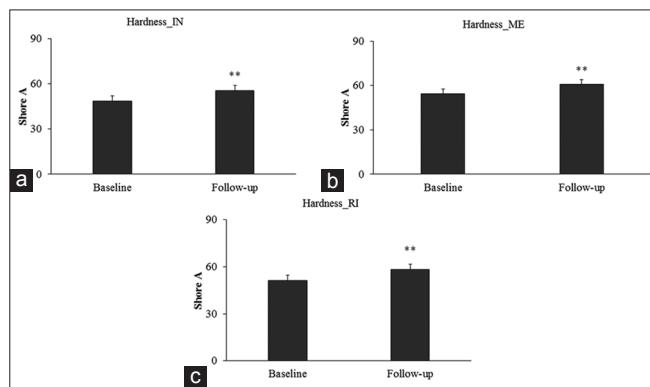 Hardness_IN
90
60
30
0
Shore A
**
Baseline Follow-up
a
Hardness_ME
90
60
30
0
Shore A
**
Baseline Follow-up
b
Hardness_RI
90
60
30
0
Shore A
**
Baseline Follow-up
c